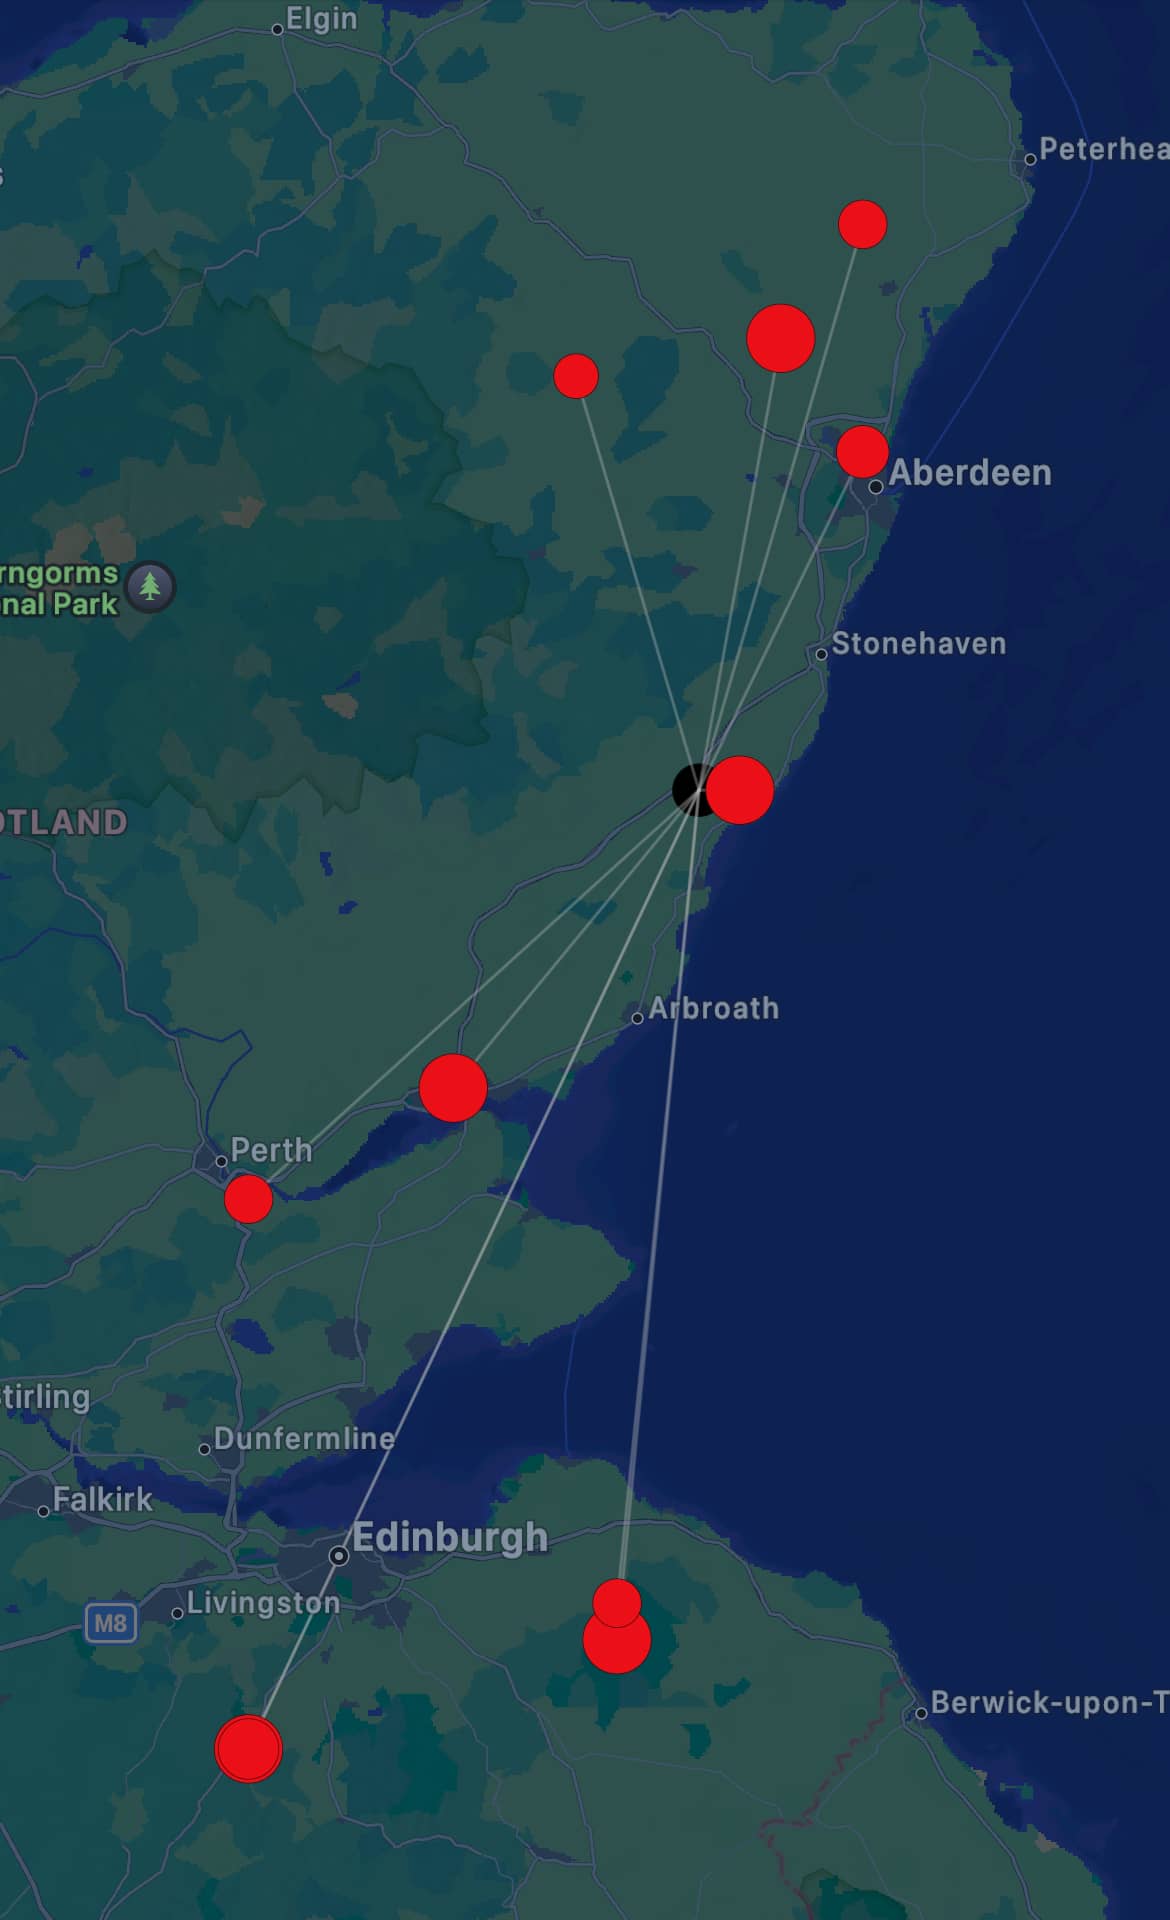 Elgin
Peterhea
s
Aberdeen
rngorms
nal Park
Stonehaven
OTLAND
Arbroath
Perth
tirling
Dunfermline
Falkirk
Edinburgh
Livingston
M8
Berwick-upon-T